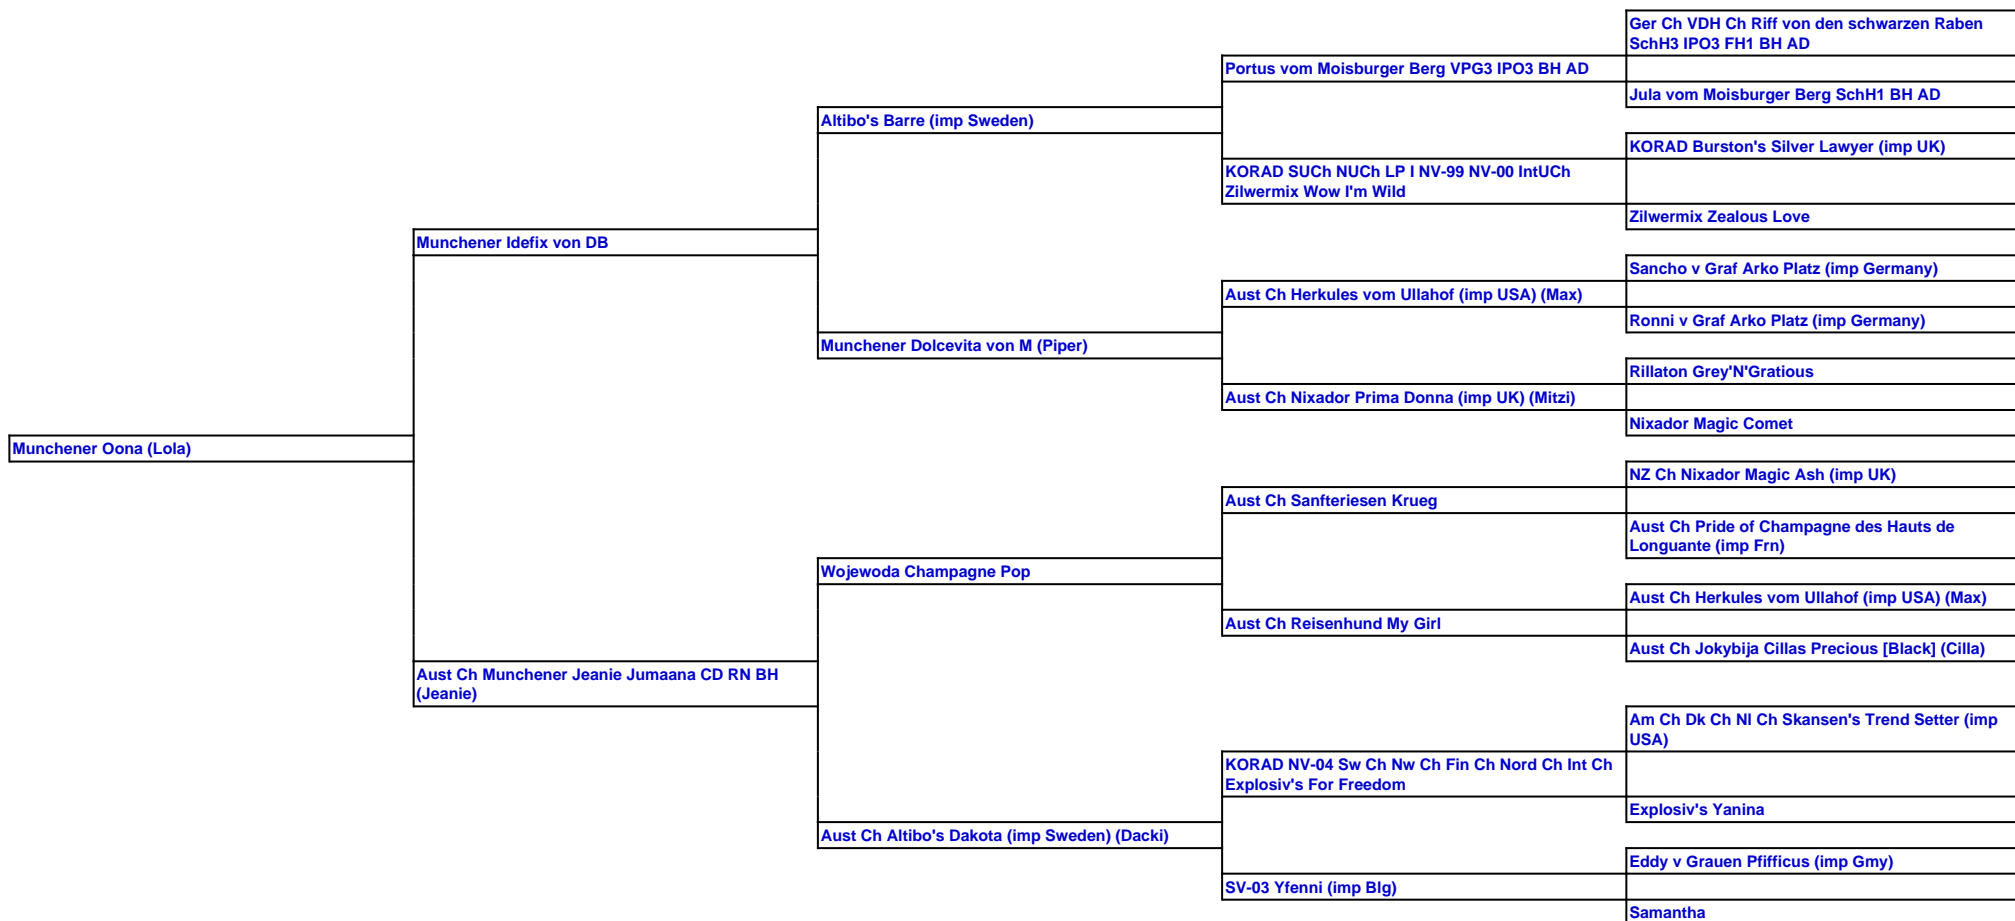 Ger Ch VDH Ch Riff von den schwarzen Raben
SchH3 IPO3 FH1 BH AD
Portus vom Moisburger Berg VPG3 IPO3 BH AD
Jula vom Moisburger Berg SchH1 BH AD
Altibo's Barre (imp Sweden)
KORAD Burston's Silver Lawyer (imp UK)
KORAD SUCh NUCh LP I NV-99 NV-00 IntUCh
Zilwermix Wow I'm Wild
Zilwermix Zealous Love
Munchener Idefix von DB
Sancho v Graf Arko Platz (imp Germany)
Aust Ch Herkules vom Ullahof (imp USA) (Max)
Ronni v Graf Arko Platz (imp Germany)
Munchener Dolcevita von M (Piper)
Rillaton Grey'N'Gratious
Aust Ch Nixador Prima Donna (imp UK) (Mitzi)
Nixador Magic Comet
Munchener Oona (Lola)
NZ Ch Nixador Magic Ash (imp UK)
Aust Ch Sanfteriesen Krueg
Aust Ch Pride of Champagne des Hauts de
Longuante (imp Frn)
Wojewoda Champagne Pop
Aust Ch Herkules vom Ullahof (imp USA) (Max)
Aust Ch Reisenhund My Girl
Aust Ch Jokybija Cillas Precious [Black] (Cilla)
Aust Ch Munchener Jeanie Jumaana CD RN BH
(Jeanie)
Am Ch Dk Ch Nl Ch Skansen's Trend Setter (imp
USA)
KORAD NV-04 Sw Ch Nw Ch Fin Ch Nord Ch Int Ch
Explosiv's For Freedom
Explosiv's Yanina
Aust Ch Altibo's Dakota (imp Sweden) (Dacki)
Eddy v Grauen Pfifficus (imp Gmy)
SV-03 Yfenni (imp Blg)
Samantha